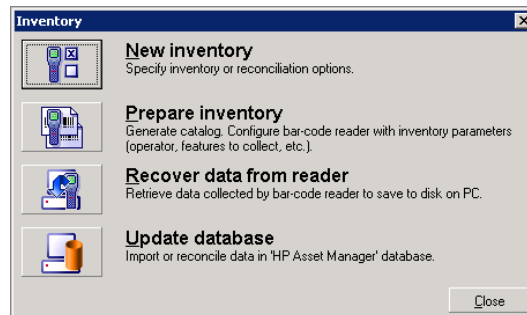 Inventory
New inventory
Specify inventory or reconciliation options.
Prepare inventory
Generate catalog. Configure bar-code reader with inventory parameters
(operator, features to collect, etc.).
Recover data from reader
Retrieve data collected by bar-code reader to save to disk on PC.
Update database
Import or reconcile data in 'HP Asset Manager' database.
Close